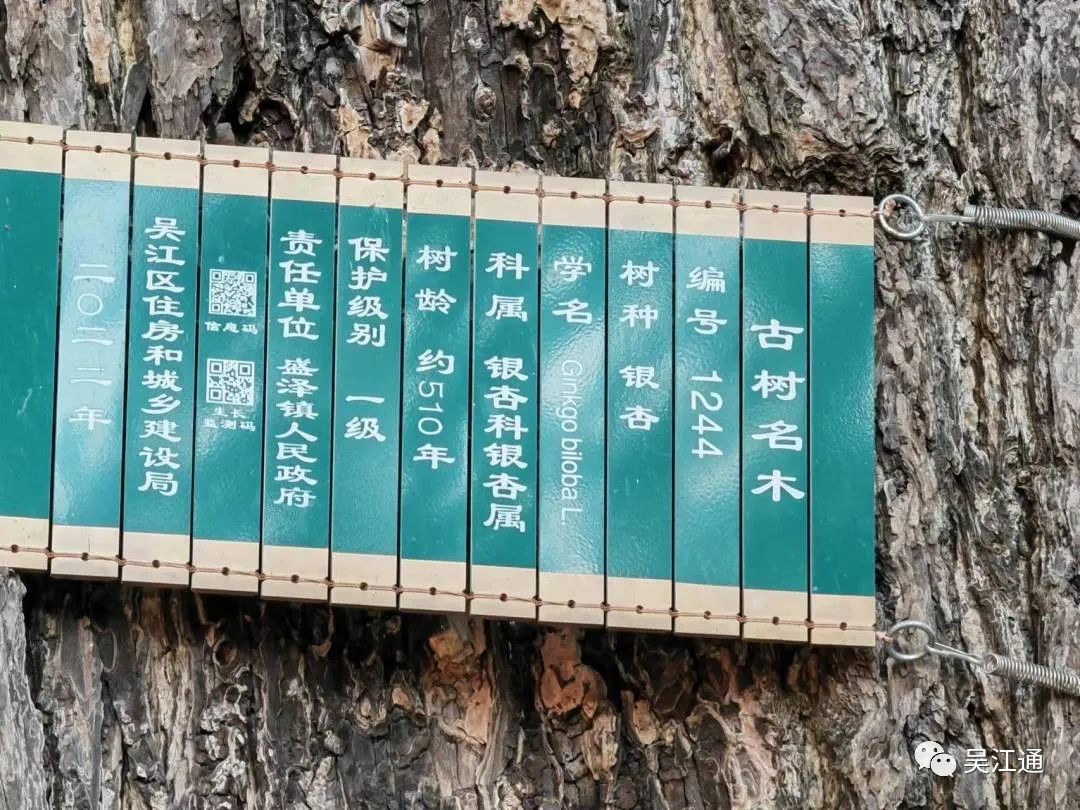 古树名木
编号 1244
树种 银杏
学名 Ginkgo biloba L.
科属 银杏科银杏属
树龄 约510年
保护级别 一级
责任单位 盛泽镇人民政府
信息码
生长
监测码
吴江区住房和城乡建设局
二〇二二年
吴江通